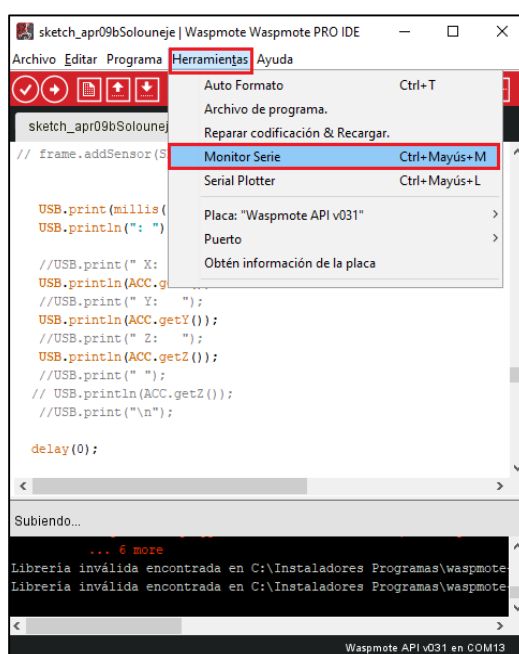 sketch_apr09bSolouneje | Waspmote Waspmote PRO IDE
Archivo Editar Programa Herramientas Ayuda
Auto Formato Ctrl+T
Archivo de programa.
sketch_apr09bSolounej
Reparar codificación & Recargar.
// frame.addSensor(S
Monitor Serie Ctrl+Mayús+M
Serial Plotter Ctrl+Mayús+L
USB.print(millis(
Placa: "Waspmote API v031"
USB.println(": ")
Puerto
//USB.print(" X:
Obtén información de la placa
USB.println(ACC.g
//USB.print(" Y:   ");
USB.println(ACC.getY());
//USB.print(" Z:   ");
USB.println(ACC.getZ());
//USB.print(" ");
// USB.println(ACC.getZ());
//USB.print("\n");
delay(0);
Subiendo...
... 6 more
Librería inválida encontrada en C:\Instaladores Programas\waspmote-
Librería inválida encontrada en C:\Instaladores Programas\waspmote-
Waspmote API v031 en COM13